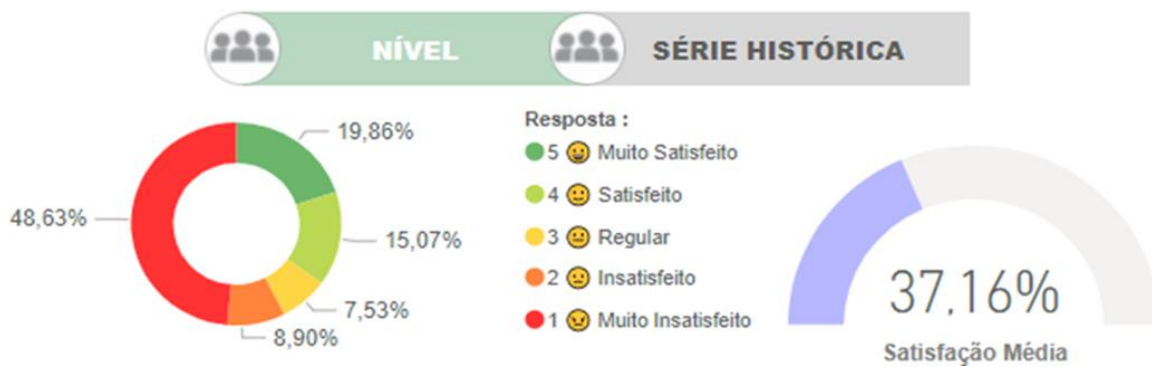 NÍVEL
SÉRIE HISTÓRICA
19,86%
15,07%
7,53%
8,90%
48,63%
Resposta :
5 Muito Satisfeito
4 Satisfeito
3 Regular
2 Insatisfeito
1 Muito Insatisfeito
37,16%
Satisfação Média